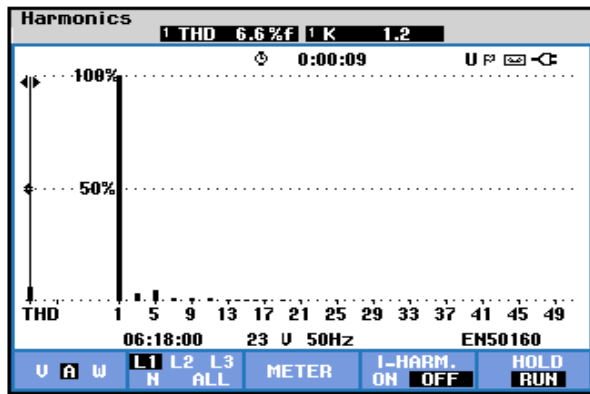 Harmonics
1 THD 6.6%f 1 K 1.2
0:00:09 U
100%
50%
THD 1 5 9 13 17 21 25 29 33 37 41 45 49
06:18:00 23 V 50Hz EN50160
V A W L1 L2 L3 N ALL METER I-HARM. ON OFF HOLD RUN